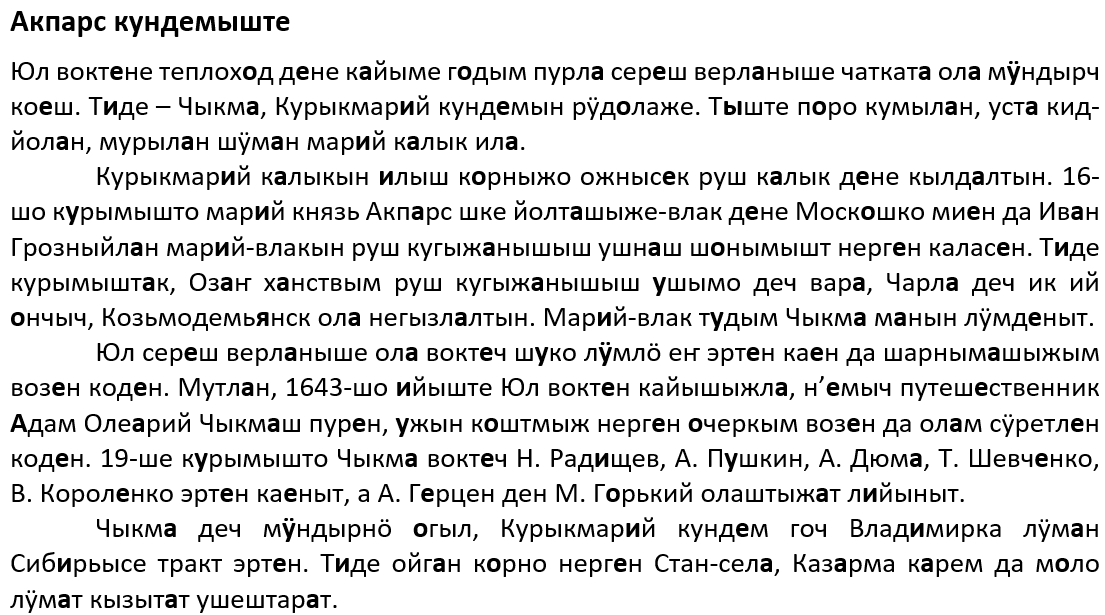 Акпарс кундемыште
Юл воктене теплоход дене кайыме годым пурла сереш верланыше чатката ола мӱндырч
коеш. Тиде – Чыкма, Курыкмарий кундемын рӱдолаже. Тыште поро кумылан, уста кид-
йолан, мурылан шӱман марий калык ила.
Курыкмарий калыкын илыш корныжо ожнысек руш калык дене кылдалтын. 16-
шо курымышто марий князь Акпарс шке йолташыже-влак дене Москошко миен да Иван
Грозныйлан марий-влакын руш кугыжанышыш ушнаш шонымышт нерген каласен. Тиде
курымыштак, Озаҥ ханствым руш кугыжанышыш ушымо деч вара, Чарла деч ик ий
ончыч, Козьмодемьянск ола негызлалтын. Марий-влак тудым Чыкма манын лӱмденыт.
Юл сереш верланыше ола воктеч шуко лӱмлӧ еҥ эртен каен да шарнымашыжым
возен коден. Мутлан, 1643-шо ийыште Юл воктен кайышыжла, н’емыч путешественник
Адам Олеарий Чыкмаш пурен, ужын коштмыж нерген очеркым возен да олам сӱретлен
коден. 19-ше курымышто Чыкма воктеч Н. Радищев, А. Пушкин, А. Дюма, Т. Шевченко,
В. Короленко эртен каеныт, а А. Герцен ден М. Горький олаштыжат лийыныт.
Чыкма деч мӱндырнӧ огыл, Курыкмарий кундем гоч Владимирка лӱман
Сибирьысе тракт эртен. Тиде ойган корно нерген Стан-села, Казарма карем да моло
лӱмат кызытат ушештарат.